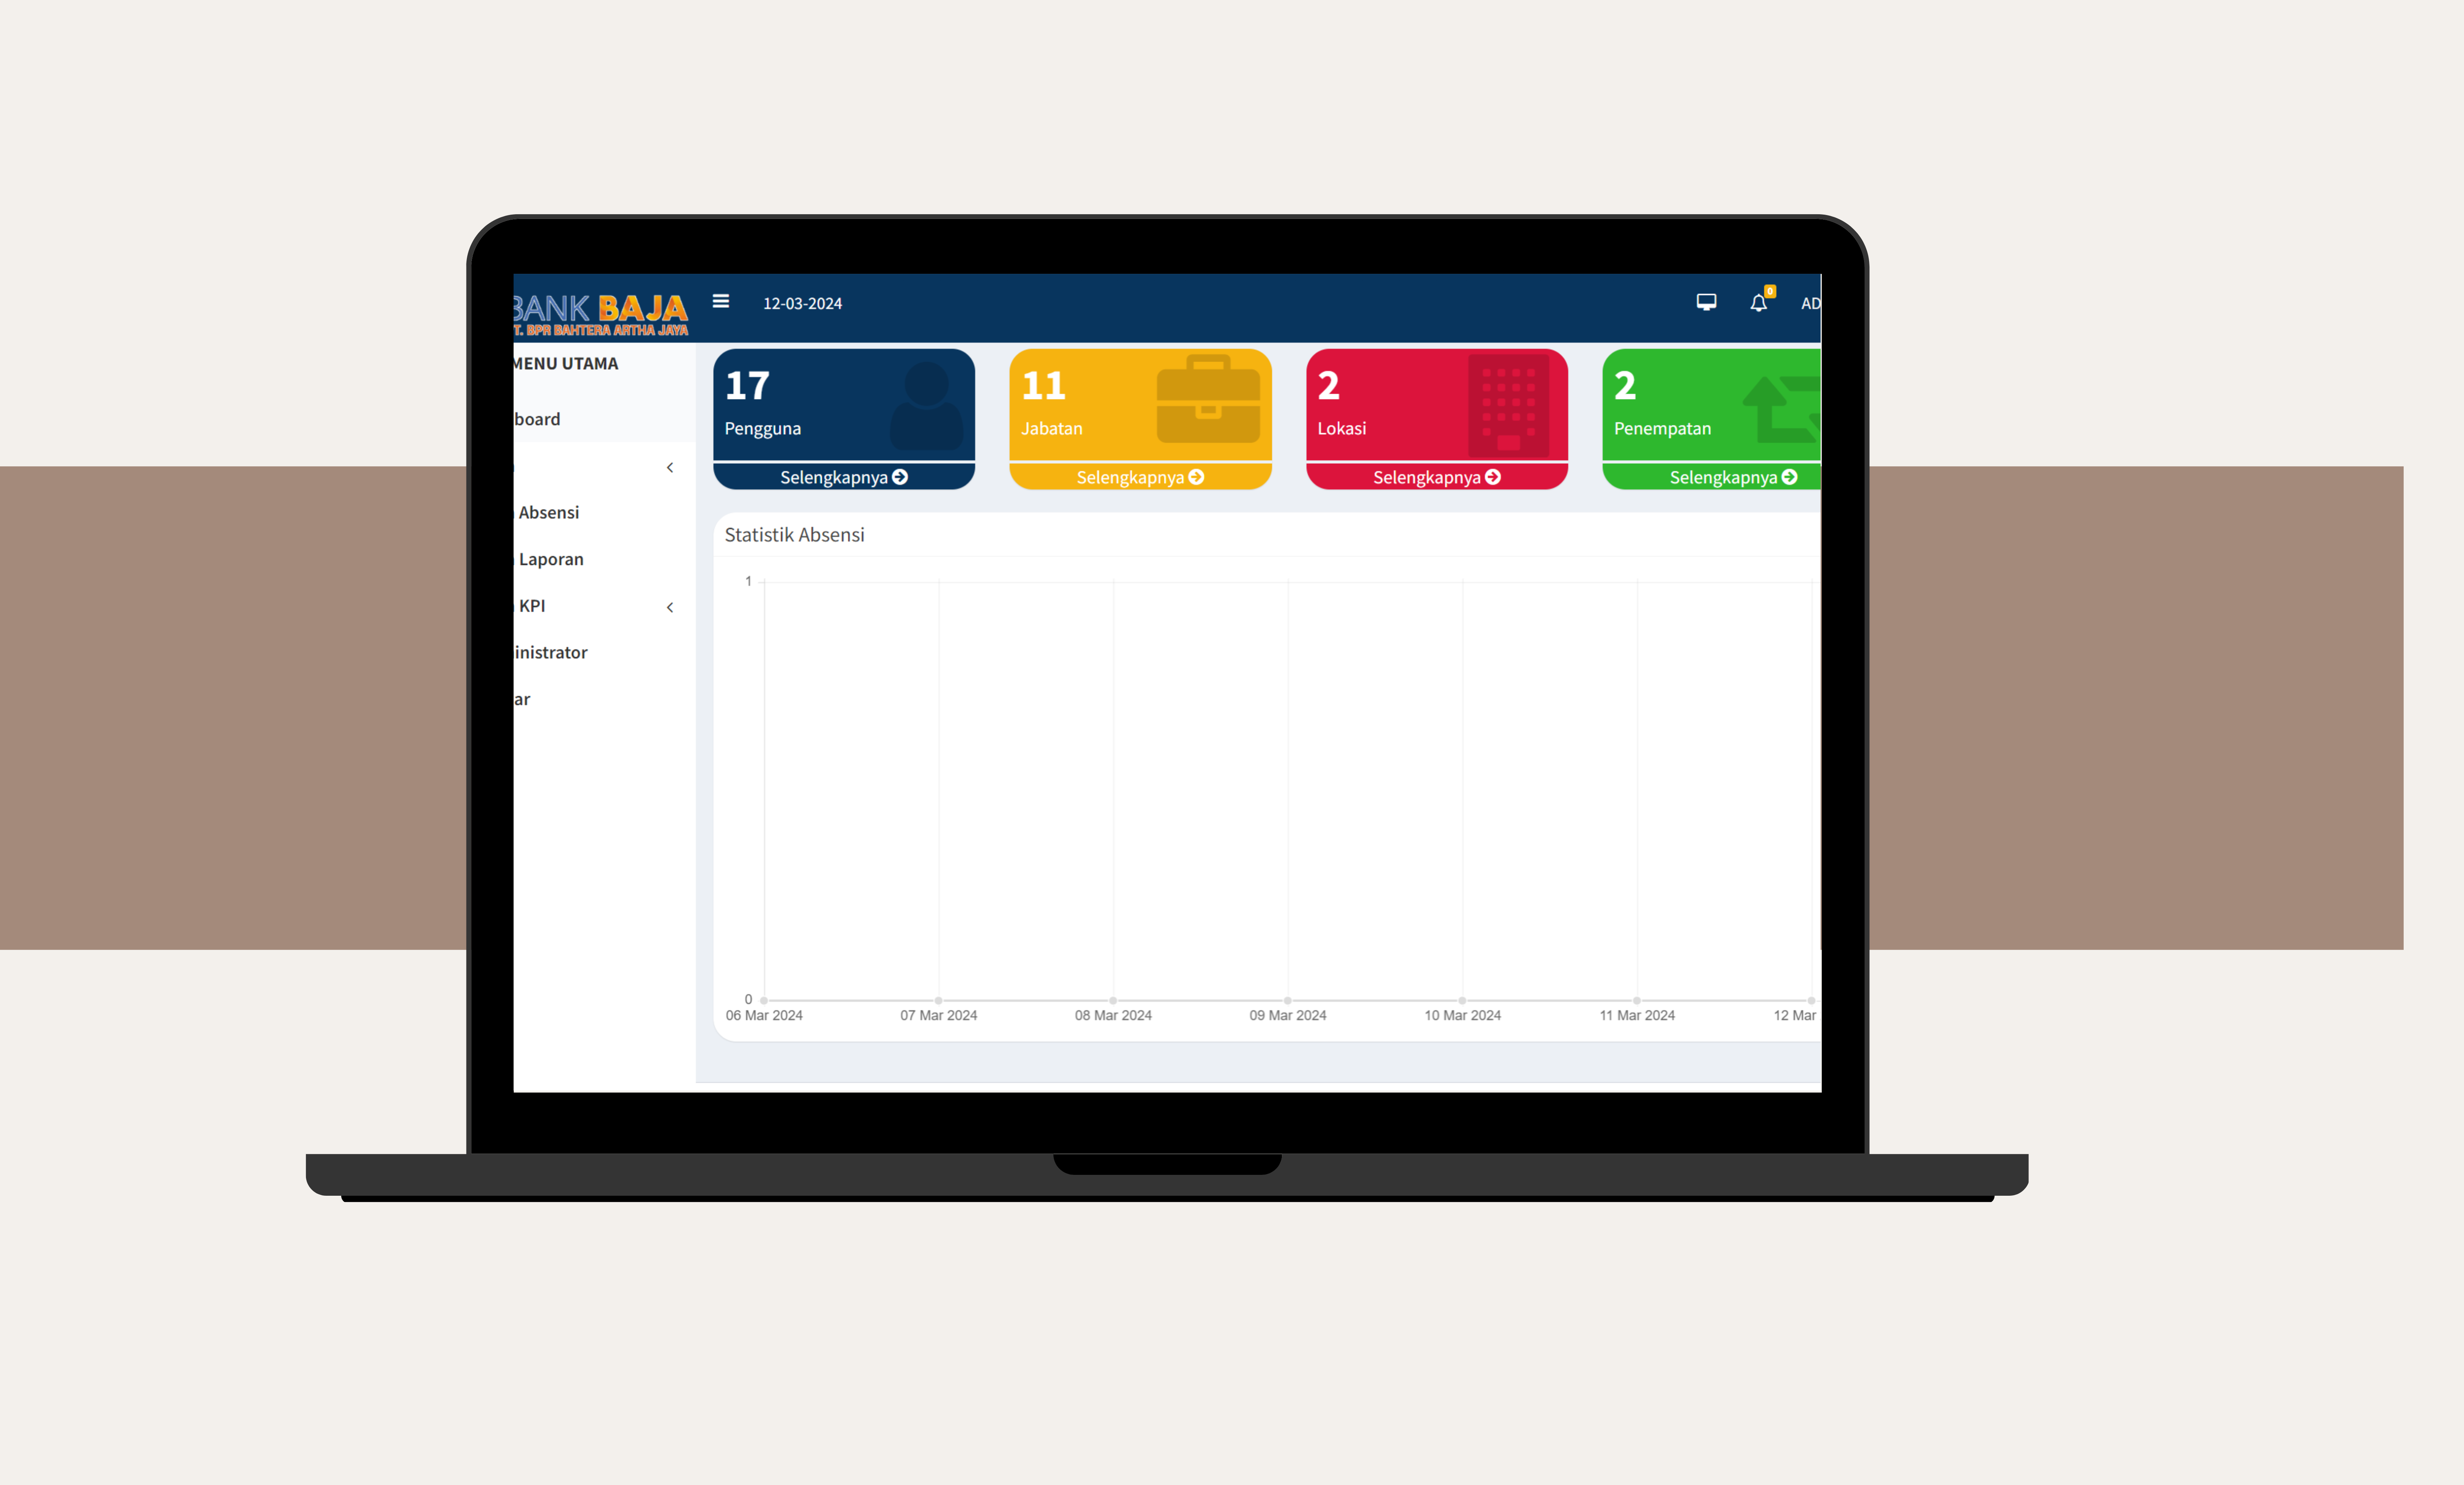 BANK BAJA
T. BPR BAHTERA ARTHA JAYA
12-03-2024
0
AD
MENU UTAMA
board
Absensi
Laporan
KPI
inistrator
ar
17
Pengguna
Selengkapnya
11
Jabatan
Selengkapnya
2
Lokasi
Selengkapnya
2
Penempatan
Selengkapnya
Statistik Absensi
1
0
06 Mar 2024 07 Mar 2024 08 Mar 2024 09 Mar 2024 10 Mar 2024 11 Mar 2024 12 Mar